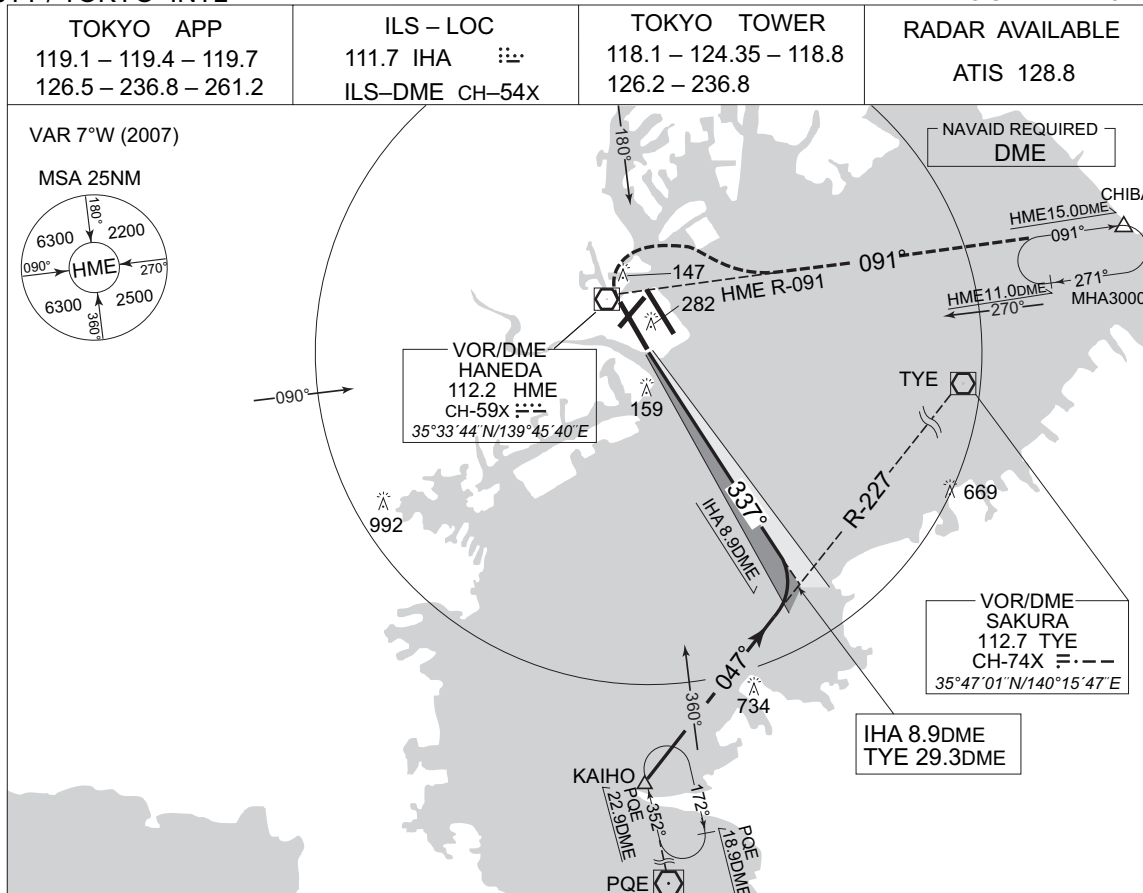 TOKYO APP
119.1 – 119.4 – 119.7
126.5 – 236.8 – 261.2
ILS – LOC
111.7 IHA
ILS–DME CH–54X
TOKYO TOWER
118.1 – 124.35 – 118.8
126.2 – 236.8
RADAR AVAILABLE
ATIS 128.8
VAR 7°W (2007)
MSA 25NM
180°
6300
2200
090°
HME
270°
6300
2500
360°
180°
NAVAID REQUIRED
DME
HME15.0DME
091°
271°
HME11.0DME
270°
MHA3000
147
091°
HME R-091
282
VOR/DME
HANEDA
112.2 HME
CH-59X
35°33´44˝N/139°45´40˝E
090°
159
TYE
992
337°
IHA 8.9DME
R-227
669
VOR/DME
SAKURA
112.7 TYE
CH-74X
35°47´01˝N/140°15´47˝E
047°
360°
734
IHA 8.9DME
TYE 29.3DME
KAIHO
PQE
22.9DME
352°
172°
PQE
18.9DME
PQE